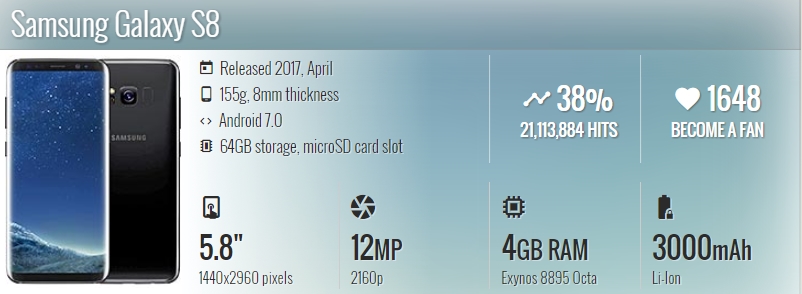 Samsung Galaxy S8
Released 2017, April
155g, 8mm thickness
Android 7.0
64GB storage, microSD card slot
38%
21,113,884 HITS
1648
BECOME A FAN
SAMSUNG
5.8"
1440x2960 pixels
12MP
2160p
4GB RAM
Exynos 8895 Octa
3000mAh
Li-Ion